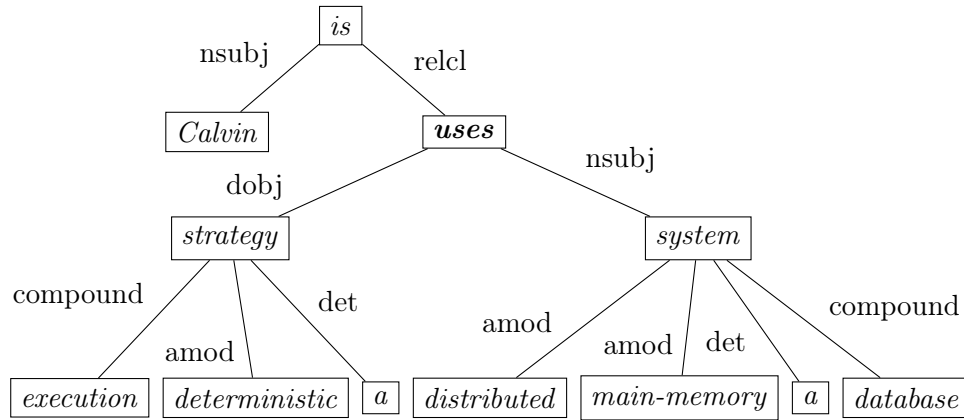 is
nsubj relcl
Calvin uses
dobj nsubj
strategy system
compound amod det amod amod det compound
execution deterministic a distributed main-memory a database